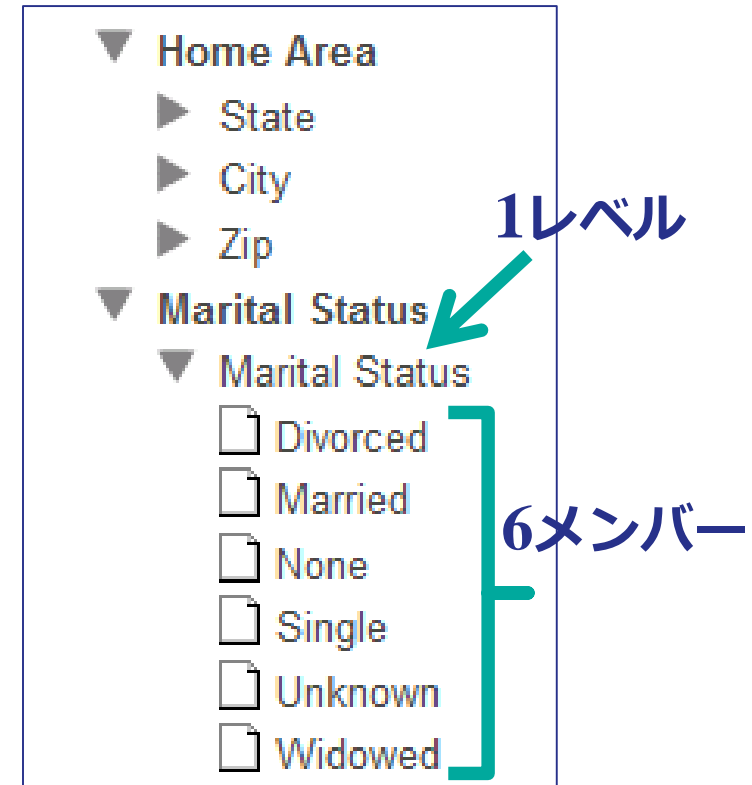 Home Area
State
City
Zip
1レベル
Marital Status
Marital Status
Divorced
Married
6メンバー
None
Single
Unknown
Widowed